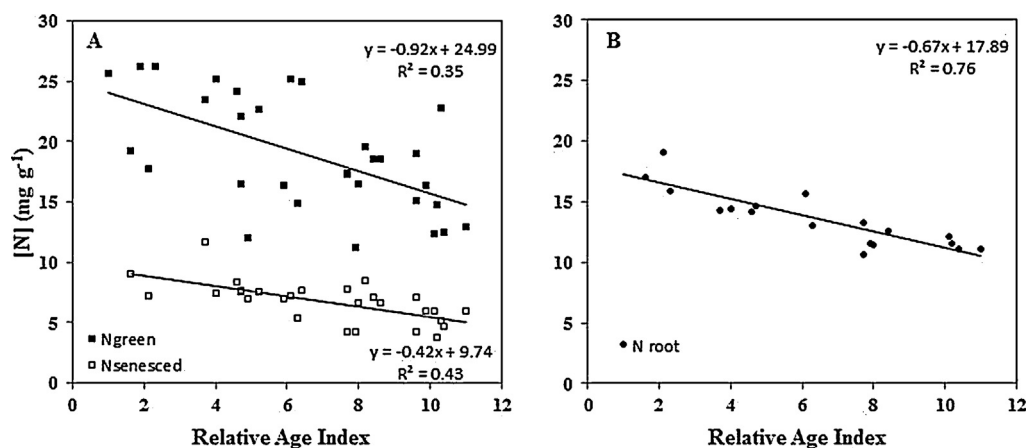 A
y = -0.92x + 24.99
R² = 0.35
[N] (mg g⁻¹)
30
25
20
15
10
5
0
Ngreen
Nsenesced
y = -0.42x + 9.74
R² = 0.43
0 2 4 6 8 10 12
Relative Age Index
B
y = -0.67x + 17.89
R² = 0.76
30
25
20
15
10
5
0
N root
0 2 4 6 8 10 12
Relative Age Index